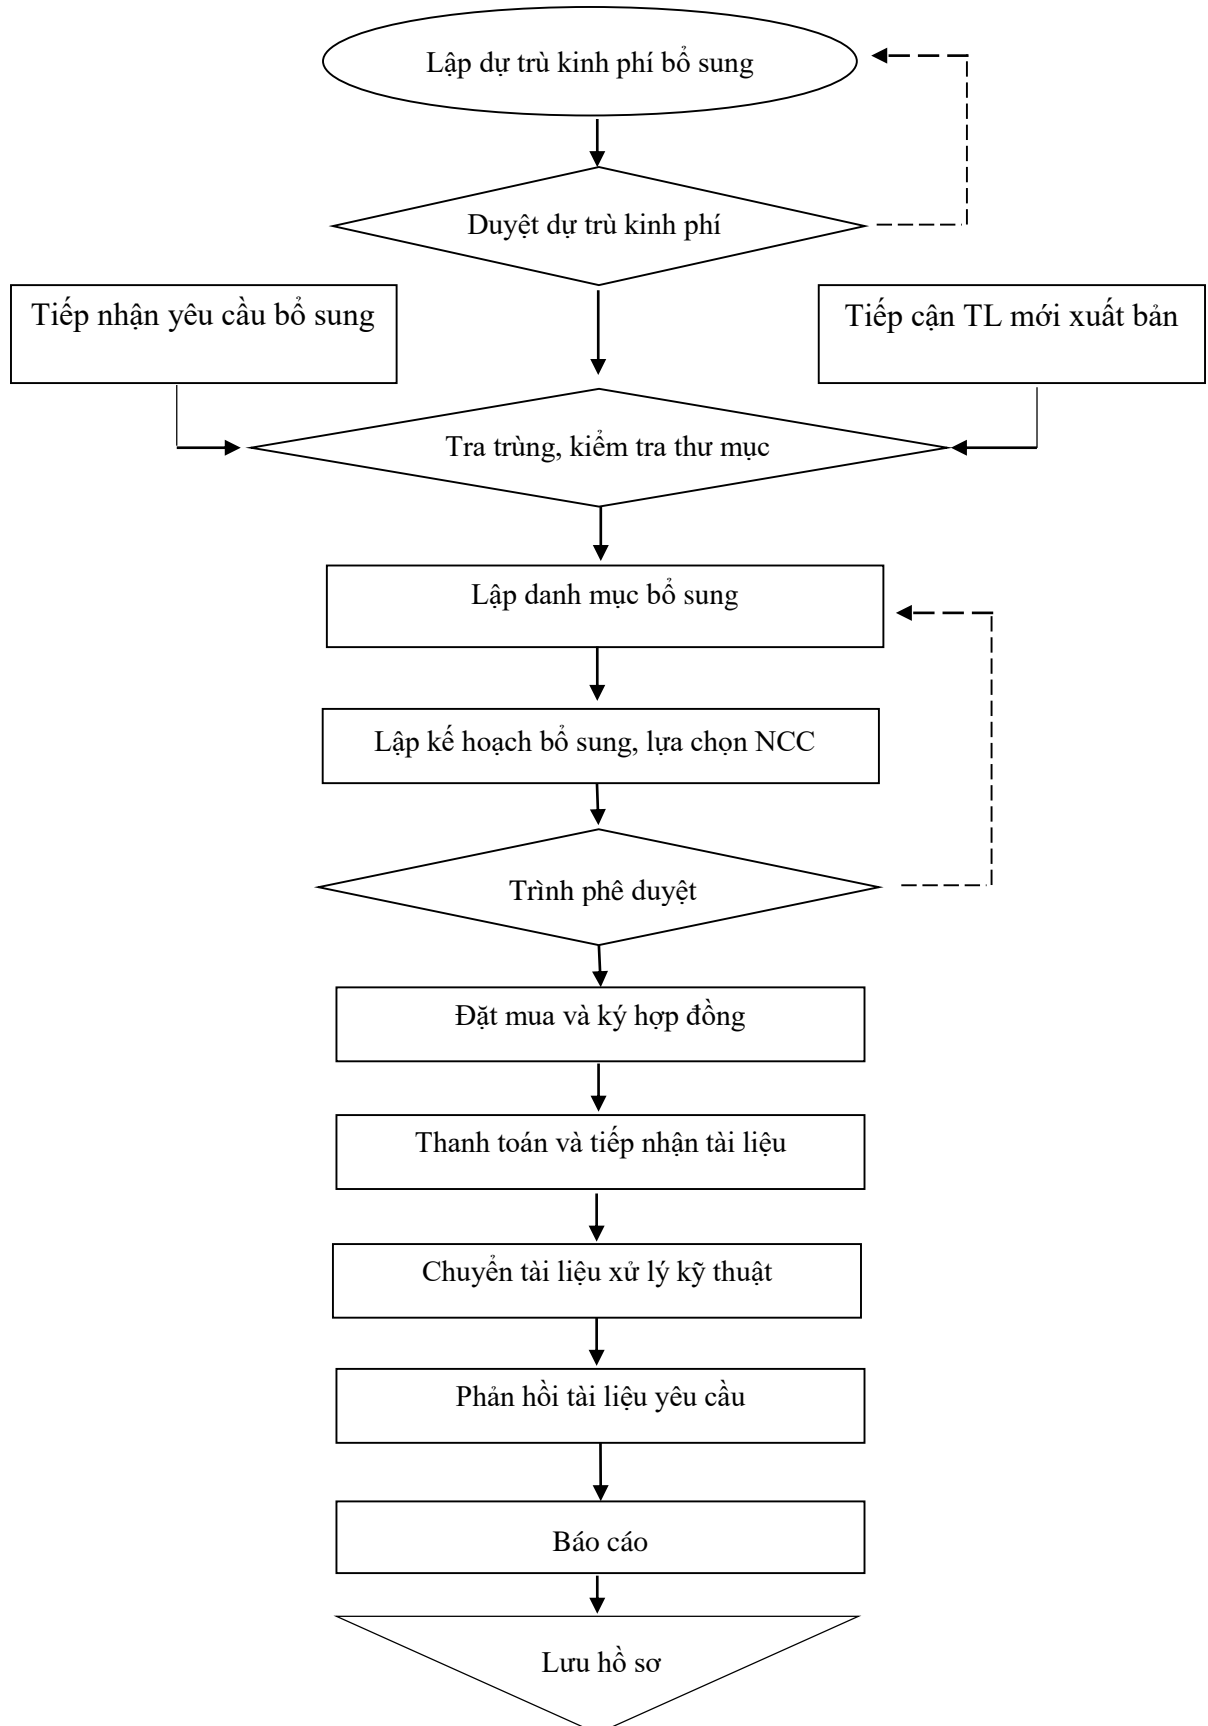 Lập dự trù kinh phí bổ sung
Duyệt dự trù kinh phí
Tiếp nhận yêu cầu bổ sung
Tiếp cận TL mới xuất bản
Tra trùng, kiểm tra thư mục
Lập danh mục bổ sung
Lập kế hoạch bổ sung, lựa chọn NCC
Trình phê duyệt
Đặt mua và ký hợp đồng
Thanh toán và tiếp nhận tài liệu
Chuyển tài liệu xử lý kỹ thuật
Phản hồi tài liệu yêu cầu
Báo cáo
Lưu hồ sơ